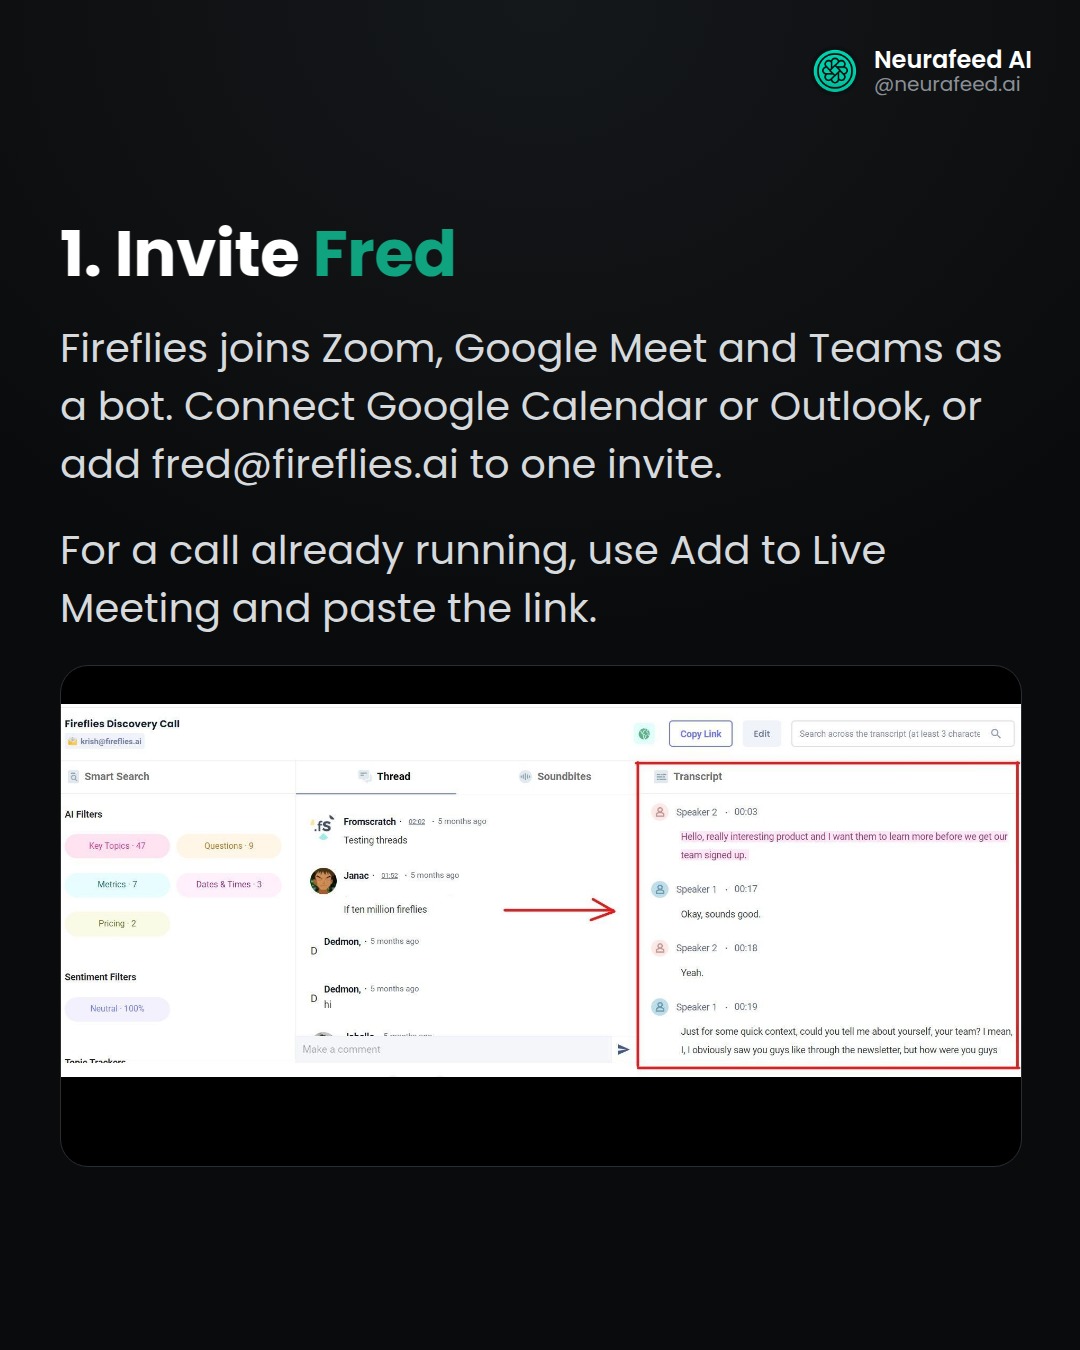 Neurafeed AI
@neurafeed.ai
1. Invite Fred
Fireflies joins Zoom, Google Meet and Teams as
a bot. Connect Google Calendar or Outlook, or
add fred@fireflies.ai to one invite.
For a call already running, use Add to Live
Meeting and paste the link.
Fireflies Discovery Call
krish@fireflies.ai
Copy Link
Edit
Search across the transcript (at least 3 characte
Smart Search
AI Filters
Key Topics · 47
Questions · 9
Metrics · 7
Dates & Times · 3
Pricing · 2
Sentiment Filters
Neutral · 100%
Topic Trackers
Thread
Soundbites
.fS
Fromscratch · 02:02 · 5 months ago
Testing threads
Janac · 01:52 · 5 months ago
If ten million fireflies
D
Dedmon, · 5 months ago
D
Dedmon, · 5 months ago
hi
5 months ago
Make a comment
Transcript
Speaker 2 · 00:03
Hello, really interesting product and I want them to learn more before we get our
team signed up.
Speaker 1 · 00:17
Okay, sounds good.
Speaker 2 · 00:18
Yeah.
Speaker 1 · 00:19
Just for some quick context, could you tell me about yourself, your team? I mean,
I, I obviously saw you guys like through the newsletter, but how were you guys